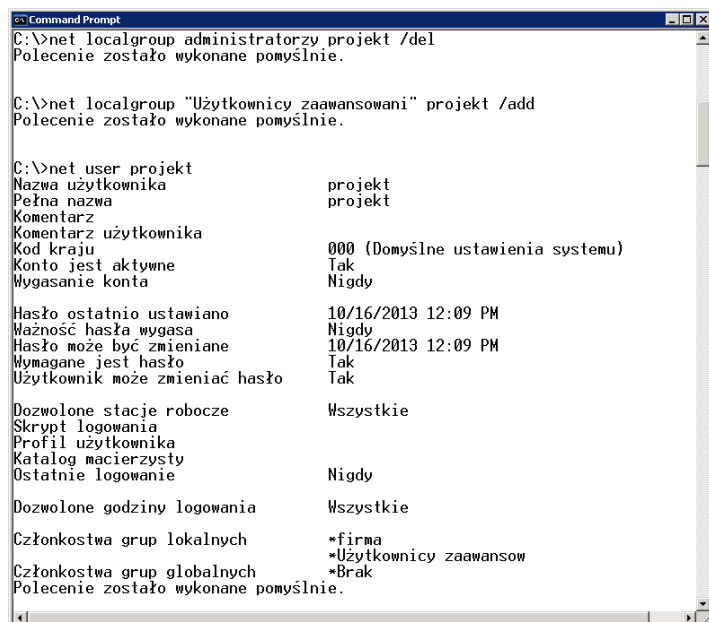 Command Prompt
C:\>net localgroup administratorzy projekt /del
Polecenie zostało wykonane pomyślnie.
C:\>net localgroup "Użytkownicy zaawansowani" projekt /add
Polecenie zostało wykonane pomyślnie.
C:\>net user projekt
Nazwa użytkownika projekt
Pełna nazwa projekt
Komentarz
Komentarz użytkownika
Kod kraju 000 (Domyślne ustawienia systemu)
Konto jest aktywne Tak
Wygasanie konta Nigdy
Hasło ostatnio ustawiano 10/16/2013 12:09 PM
Ważność hasła wygasa Nigdy
Hasło może być zmieniane 10/16/2013 12:09 PM
Wymagane jest hasło Tak
Użytkownik może zmieniać hasło Tak
Dozwolone stacje robocze Wszystkie
Skrypt logowania
Profil użytkownika
Katalog macierzysty
Ostatnie logowanie Nigdy
Dozwolone godziny logowania Wszystkie
Członkostwa grup lokalnych *firma
*Użytkownicy zaawansow
Członkostwa grup globalnych *Brak
Polecenie zostało wykonane pomyślnie.